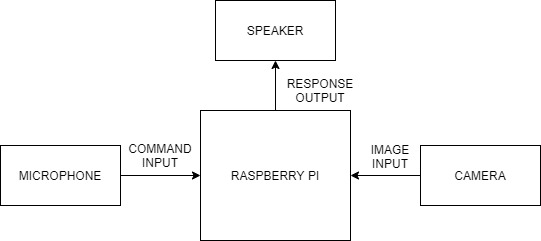 SPEAKER
RESPONSE
OUTPUT
COMMAND
INPUT
IMAGE
INPUT
MICROPHONE
RASPBERRY PI
CAMERA